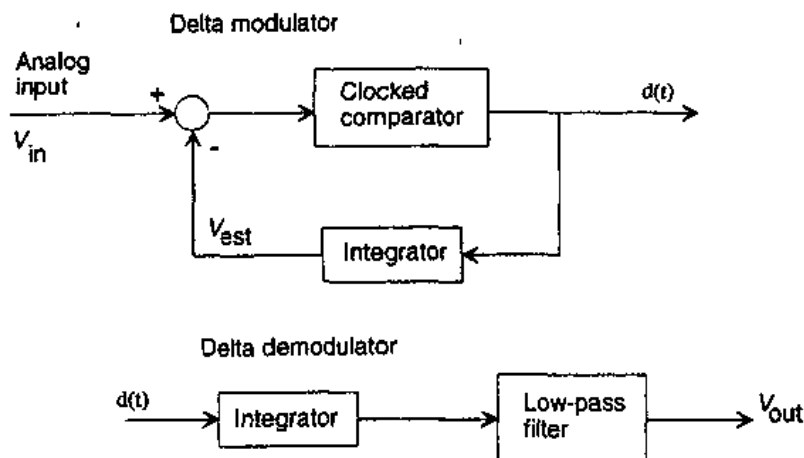 Delta modulator
Analog
input
+
V_in
-
Clocked
comparator
d(t)
V_est
Integrator
Delta demodulator
d(t)
Integrator
Low-pass
filter
V_out